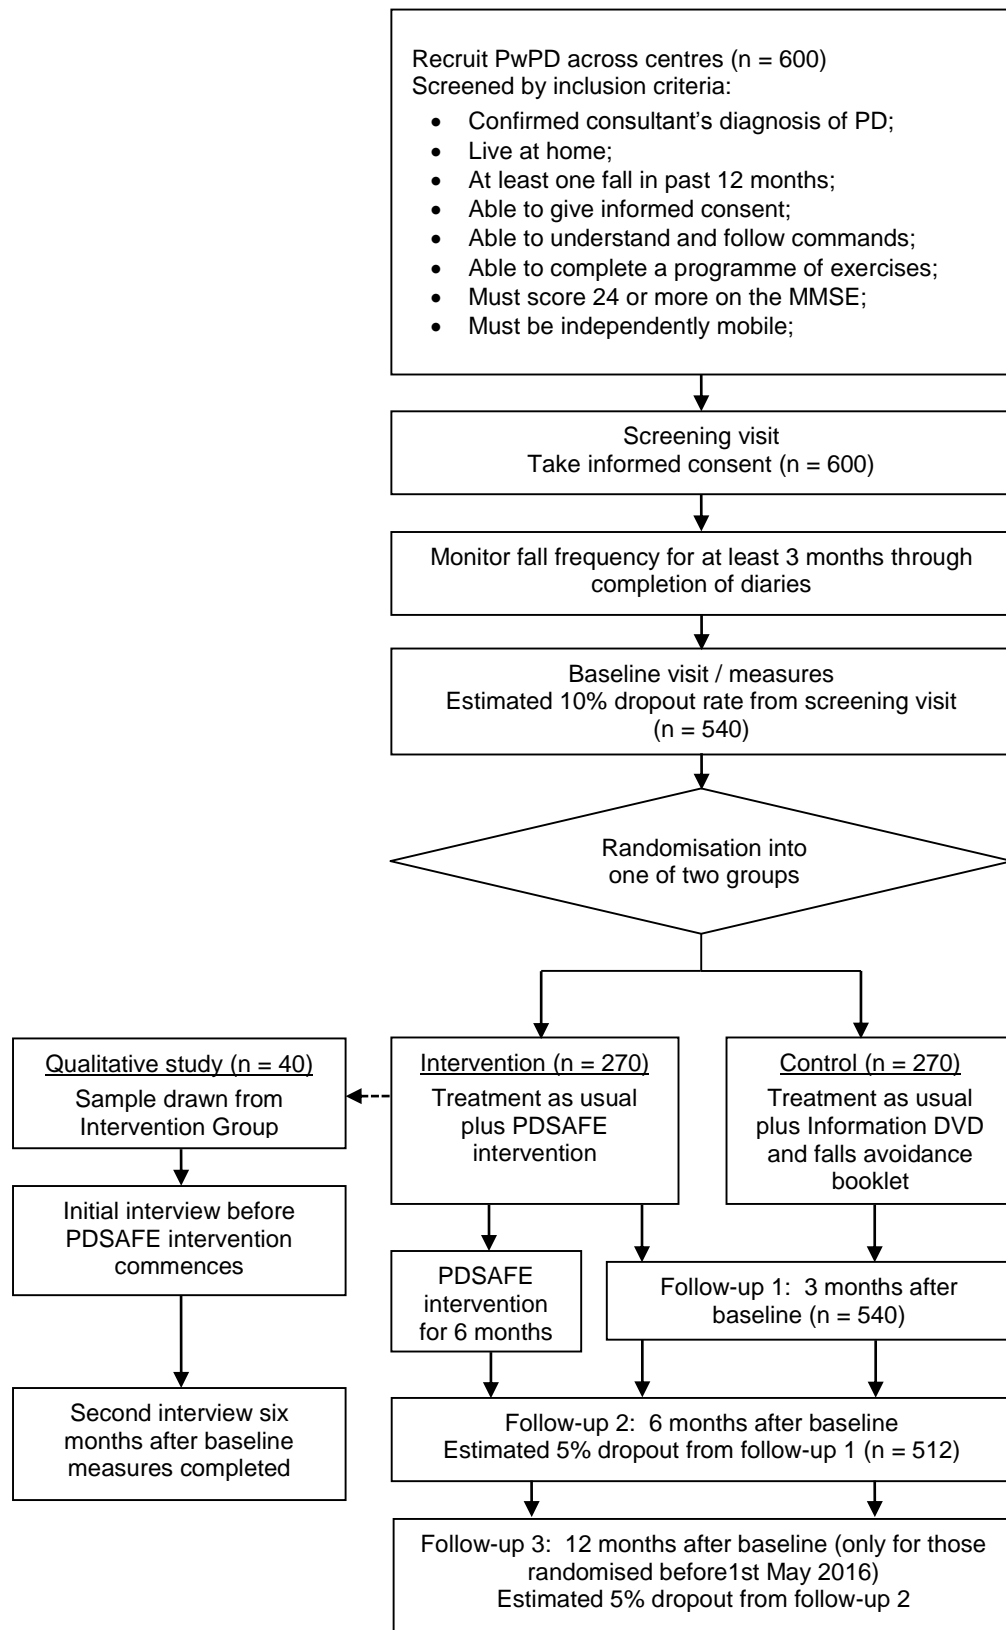 Recruit PwPD across centres (n = 600)
Screened by inclusion criteria:
• Confirmed consultant's diagnosis of PD;
• Live at home;
• At least one fall in past 12 months;
• Able to give informed consent;
• Able to understand and follow commands;
• Able to complete a programme of exercises;
• Must score 24 or more on the MMSE;
• Must be independently mobile;
Screening visit
Take informed consent (n = 600)
Monitor fall frequency for at least 3 months through
completion of diaries
Baseline visit / measures
Estimated 10% dropout rate from screening visit
(n = 540)
Randomisation into
one of two groups
Qualitative study (n = 40)
Sample drawn from
Intervention Group
Intervention (n = 270)
Treatment as usual
plus PDSAFE
intervention
Control (n = 270)
Treatment as usual
plus Information DVD
and falls avoidance
booklet
Initial interview before
PDSAFE intervention
commences
PDSAFE
intervention
for 6 months
Follow-up 1: 3 months after
baseline (n = 540)
Second interview six
months after baseline
measures completed
Follow-up 2: 6 months after baseline
Estimated 5% dropout from follow-up 1 (n = 512)
Follow-up 3: 12 months after baseline (only for those
randomised before1st May 2016)
Estimated 5% dropout from follow-up 2